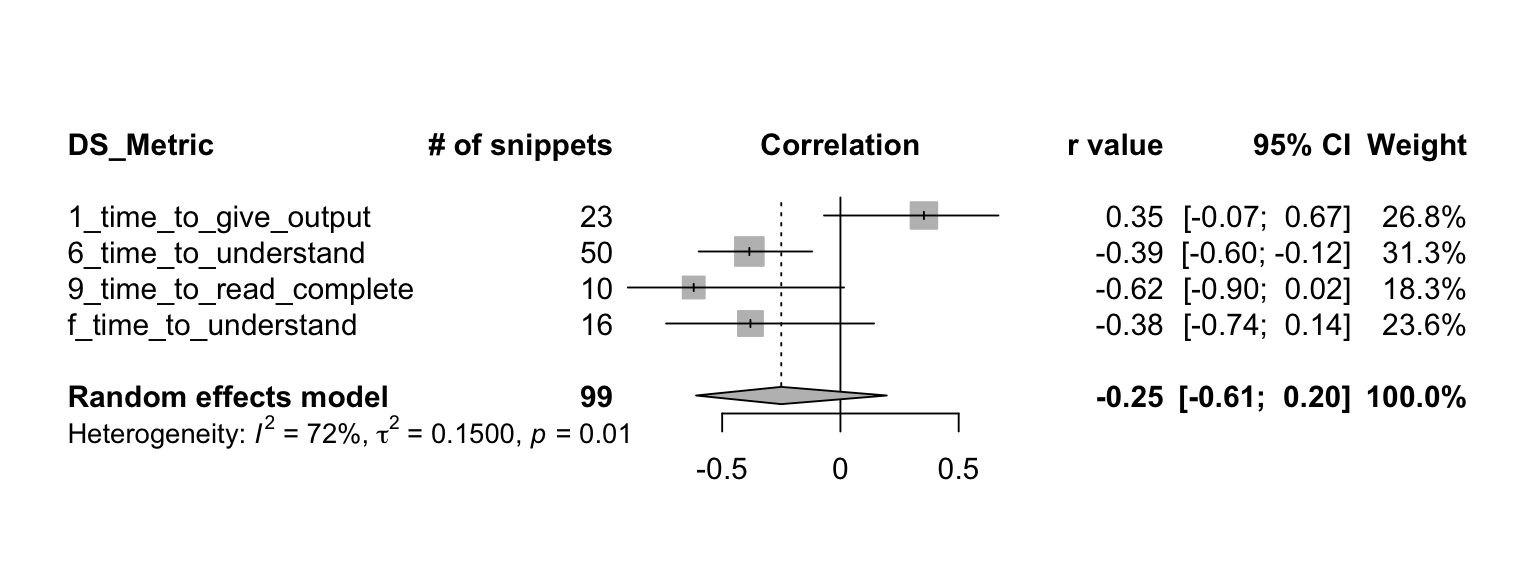 DS_Metric # of snippets Correlation r value 95% CI Weight
1_time_to_give_output 23 0.35 [-0.07; 0.67] 26.8%
6_time_to_understand 50 -0.39 [-0.60; -0.12] 31.3%
9_time_to_read_complete 10 -0.62 [-0.90; 0.02] 18.3%
f_time_to_understand 16 -0.38 [-0.74; 0.14] 23.6%
Random effects model 99 -0.25 [-0.61; 0.20] 100.0%
Heterogeneity: I² = 72%, τ² = 0.1500, p = 0.01
-0.5 0 0.5